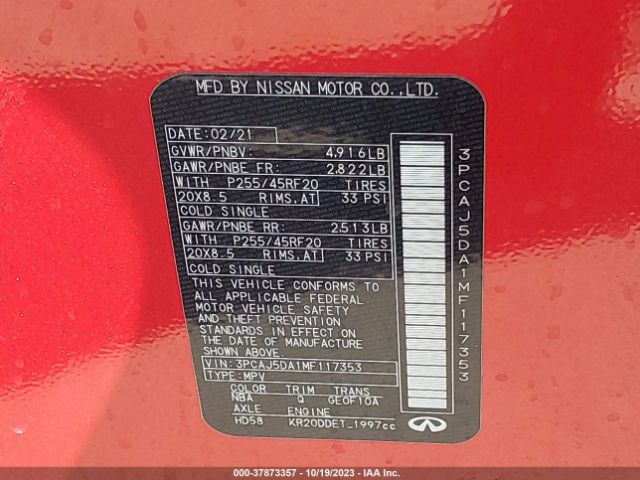 MFD BY NISSAN MOTOR CO.,LTD.
DATE: 02/21
GVWR/PNBV: 4,916LB
GAWR/PNBE FR: 2,822LB
WITH P255/45RF20 TIRES
20X8.5 RIMS,AT 33 PSI
COLD SINGLE
GAWR/PNBE RR: 2,513LB
WITH P255/45RF20 TIRES
20X8.5 RIMS,AT 33 PSI
COLD SINGLE
THIS VEHICLE CONFORMS TO
ALL APPLICABLE FEDERAL
MOTOR VEHICLE SAFETY
AND THEFT PREVENTION
STANDARDS IN EFFECT ON
THE DATE OF MANUFACTURE
SHOWN ABOVE.
VIN: 3PCAJ5DA1MF117353
TYPE: MPV
COLOR TRIM TRANS
NBA Q GE0F10A
AXLE ENGINE
HD58 KR20DDET_1997cc
3PCAJ5DA1MF117353
INFINITI
000-37873357 - 10/19/2023 - IAA Inc.